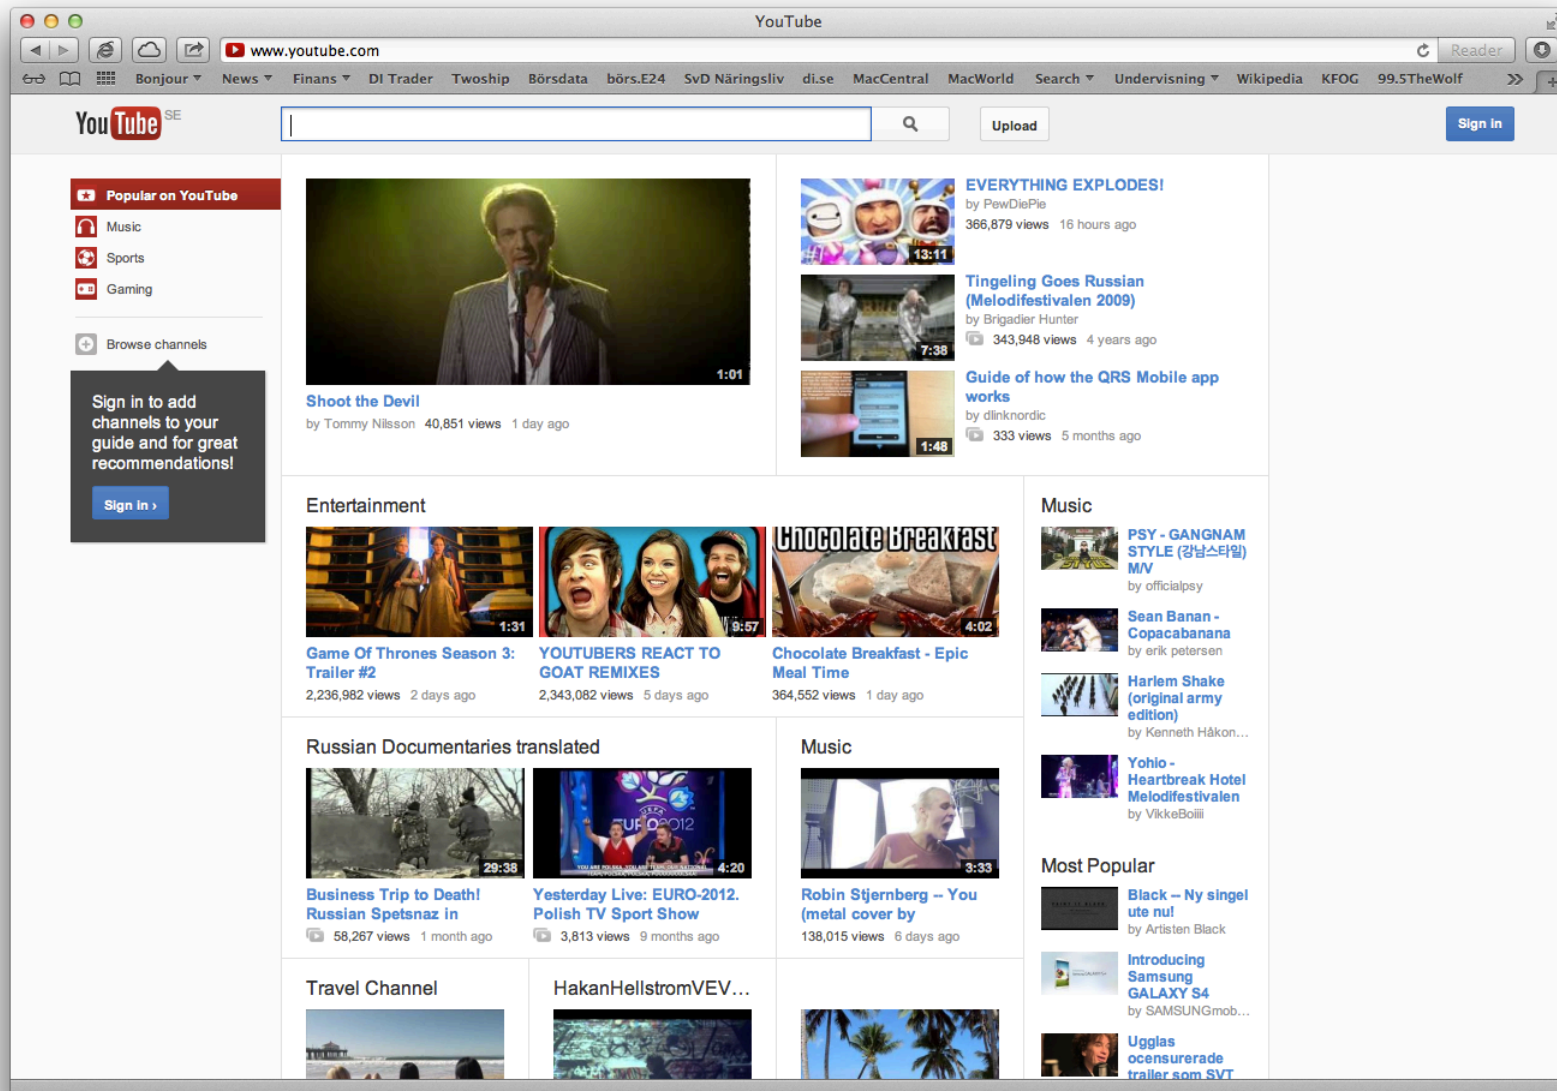 YouTube
www.youtube.com
Reader
Bonjour News Finans DI Trader Twoship Börsdata börs.E24 SvD Näringsliv di.se MacCentral MacWorld Search Undervisning Wikipedia KFOG 99.5TheWolf
YouTube SE
Upload
Sign In
Popular on YouTube
Music
Sports
Gaming
Browse channels
Sign in to add
channels to your
guide and for great
recommendations!
Sign In ›
1:01
Shoot the Devil
by Tommy Nilsson 40,851 views 1 day ago
13:11
EVERYTHING EXPLODES!
by PewDiePie
366,879 views 16 hours ago
7:38
Tingeling Goes Russian
(Melodifestivalen 2009)
by Brigadier Hunter
343,948 views 4 years ago
1:48
Guide of how the QRS Mobile app
works
by dlinknordic
333 views 5 months ago
Entertainment
1:31
Game Of Thrones Season 3:
Trailer #2
2,236,982 views 2 days ago
9:57
YOUTUBERS REACT TO
GOAT REMIXES
2,343,082 views 5 days ago
Chocolate Breakfast
4:02
Chocolate Breakfast - Epic
Meal Time
364,552 views 1 day ago
Russian Documentaries translated
29:38
Business Trip to Death!
Russian Spetsnaz in
58,267 views 1 month ago
UEFA
EURO2012
4:20
Yesterday Live: EURO-2012.
Polish TV Sport Show
3,813 views 9 months ago
Music
3:33
Robin Stjernberg -- You
(metal cover by
138,015 views 6 days ago
Travel Channel
HakanHellstromVEV...
Music
PSY - GANGNAM
STYLE (강남스타일)
M/V
by officialpsy
Sean Banan -
Copacabanana
by erik petersen
Harlem Shake
(original army
edition)
by Kenneth Håkon...
Yohio -
Heartbreak Hotel
Melodifestivalen
by VikkeBoiiii
Most Popular
Black -- Ny singel
ute nu!
by Artisten Black
Introducing
Samsung
GALAXY S4
by SAMSUNGmob...
Ugglas
ocensurerade
trailer som SVT